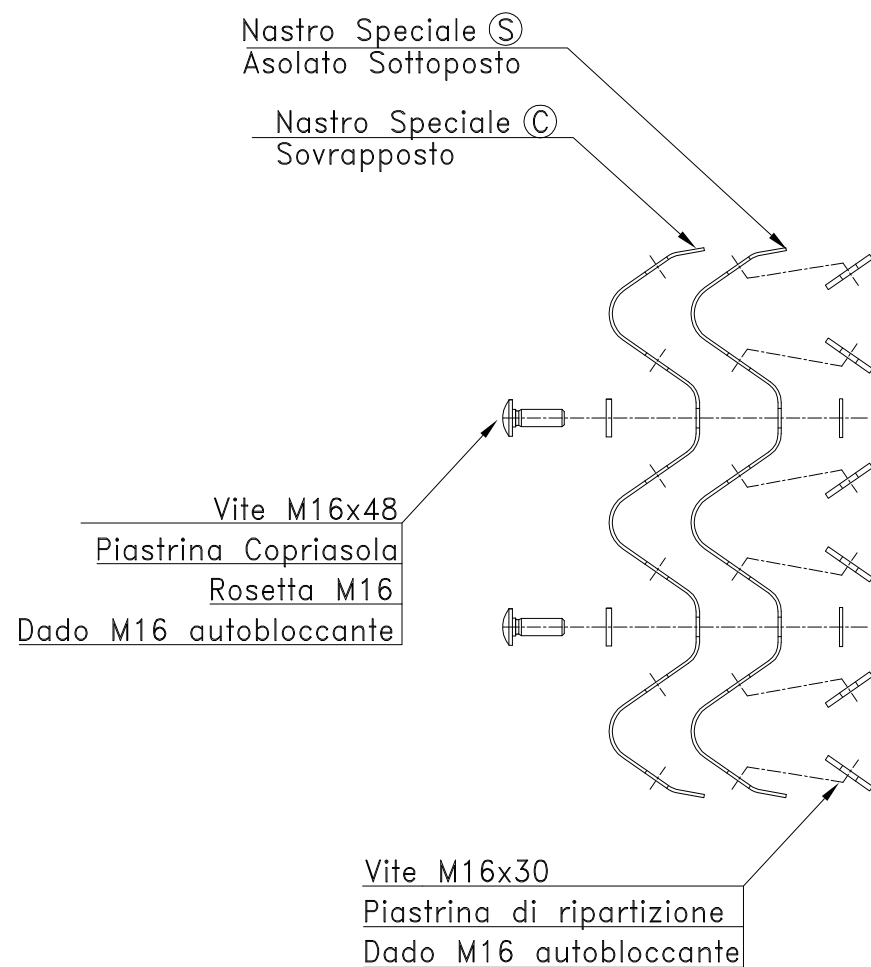 Nastro Speciale Ⓢ
Asolato Sottoposto
Nastro Speciale Ⓒ
Sovrapposto
Vite M16x48
Piastrina Copriasola
Rosetta M16
Dado M16 autobloccante
Vite M16x30
Piastrina di ripartizione
Dado M16 autobloccante